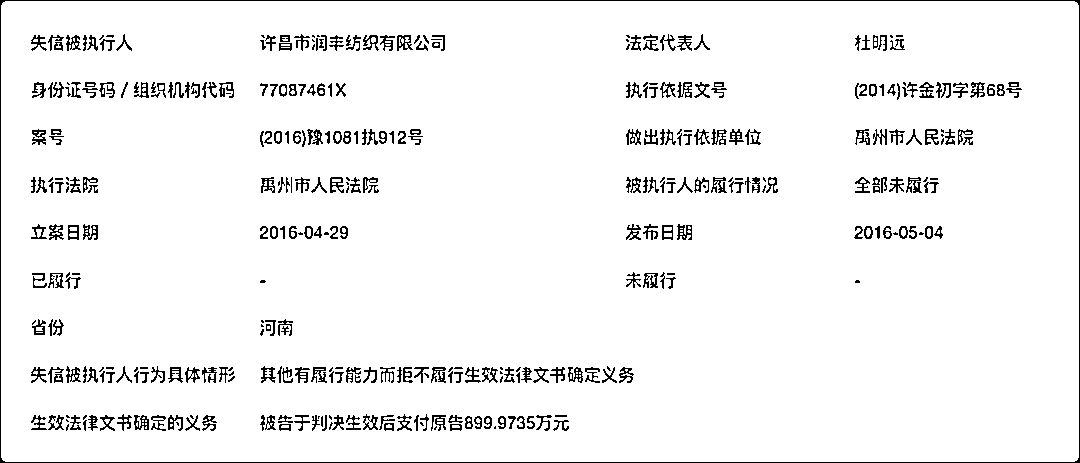 失信被执行人 许昌市润丰纺织有限公司 法定代表人 杜明远
身份证号码 / 组织机构代码 77087461X 执行依据文号 (2014)许金初字第68号
案号 (2016)豫1081执912号 做出执行依据单位 禹州市人民法院
执行法院 禹州市人民法院 被执行人的履行情况 全部未履行
立案日期 2016-04-29 发布日期 2016-05-04
已履行 - 未履行 -
省份 河南
失信被执行人行为具体情形 其他有履行能力而拒不履行生效法律文书确定义务
生效法律文书确定的义务 被告于判决生效后支付原告899.9735万元